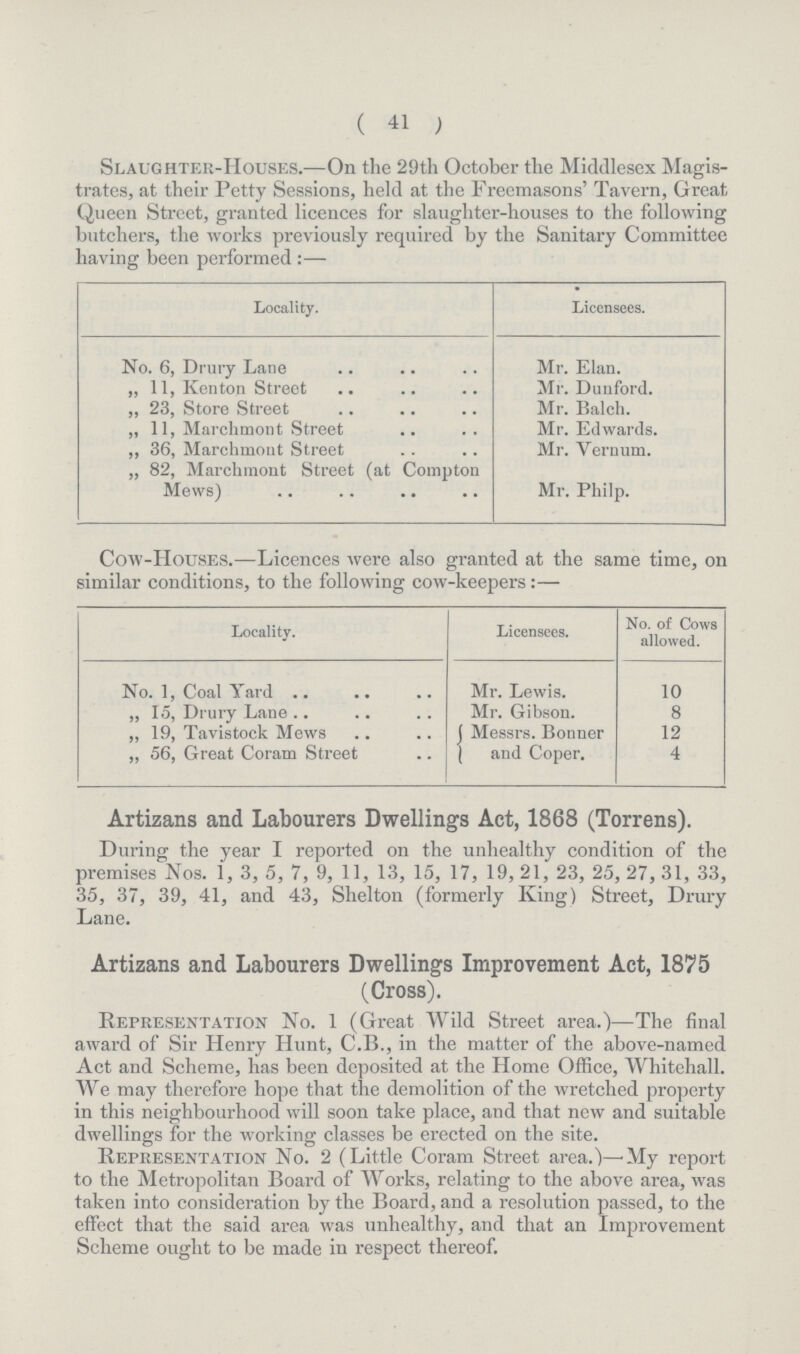 ( 41 )
SLAUGHTER-HOUSES.—On the 29th October the Middlesex Magis-
trates, at their Petty Sessions, held at the Freemasons' Tavern, Great
Queen Street, granted licences for slaughter-houses to the following
butchers, the works previously required by the Sanitary Committee
having been performed :—
Locality. Licensees.
No. 6, Drury Lane .. .. .. Mr. Elan.
„ 11, Kenton Street .. .. .. Mr. Dunford.
„ 23, Store Street .. .. .. Mr. Balch.
„ 11, Marchmont Street .. .. Mr. Edwards.
„ 36, Marchmont Street .. .. Mr. Vernum.
„ 82, Marchmont Street (at Compton
Mews) .. .. .. .. Mr. Philp.
COW-HOUSES.—Licences were also granted at the same time, on
similar conditions, to the following cow-keepers :—
Locality. Licensees. No. of Cows
allowed.
No. 1, Coal Yard .. .. .. Mr. Lewis. 10
„ 15, Drury Lane .. .. .. Mr. Gibson. 8
„ 19, Tavistock Mews .. .. { Messrs. Bonner 12
„ 56, Great Coram Street .. { and Coper. 4
Artizans and Labourers Dwellings Act, 1868 (Torrens).
During the year I reported on the unhealthy condition of the
premises Nos. 1, 3, 5, 7, 9, 11, 13, 15, 17, 19, 21, 23, 25, 27, 31, 33,
35, 37, 39, 41, and 43, Shelton (formerly King) Street, Drury
Lane.
Artizans and Labourers Dwellings Improvement Act, 1875
(Cross).
REPRESENTATION No. 1 (Great Wild Street area.)—The final
award of Sir Henry Hunt, C.B., in the matter of the above-named
Act and Scheme, has been deposited at the Home Office, Whitehall.
We may therefore hope that the demolition of the wretched property
in this neighbourhood will soon take place, and that new and suitable
dwellings for the working classes be erected on the site.
REPRESENTATION No. 2 (Little Coram Street area.)—My report
to the Metropolitan Board of Works, relating to the above area, was
taken into consideration by the Board, and a resolution passed, to the
effect that the said area was unhealthy, and that an Improvement
Scheme ought to be made in respect thereof.